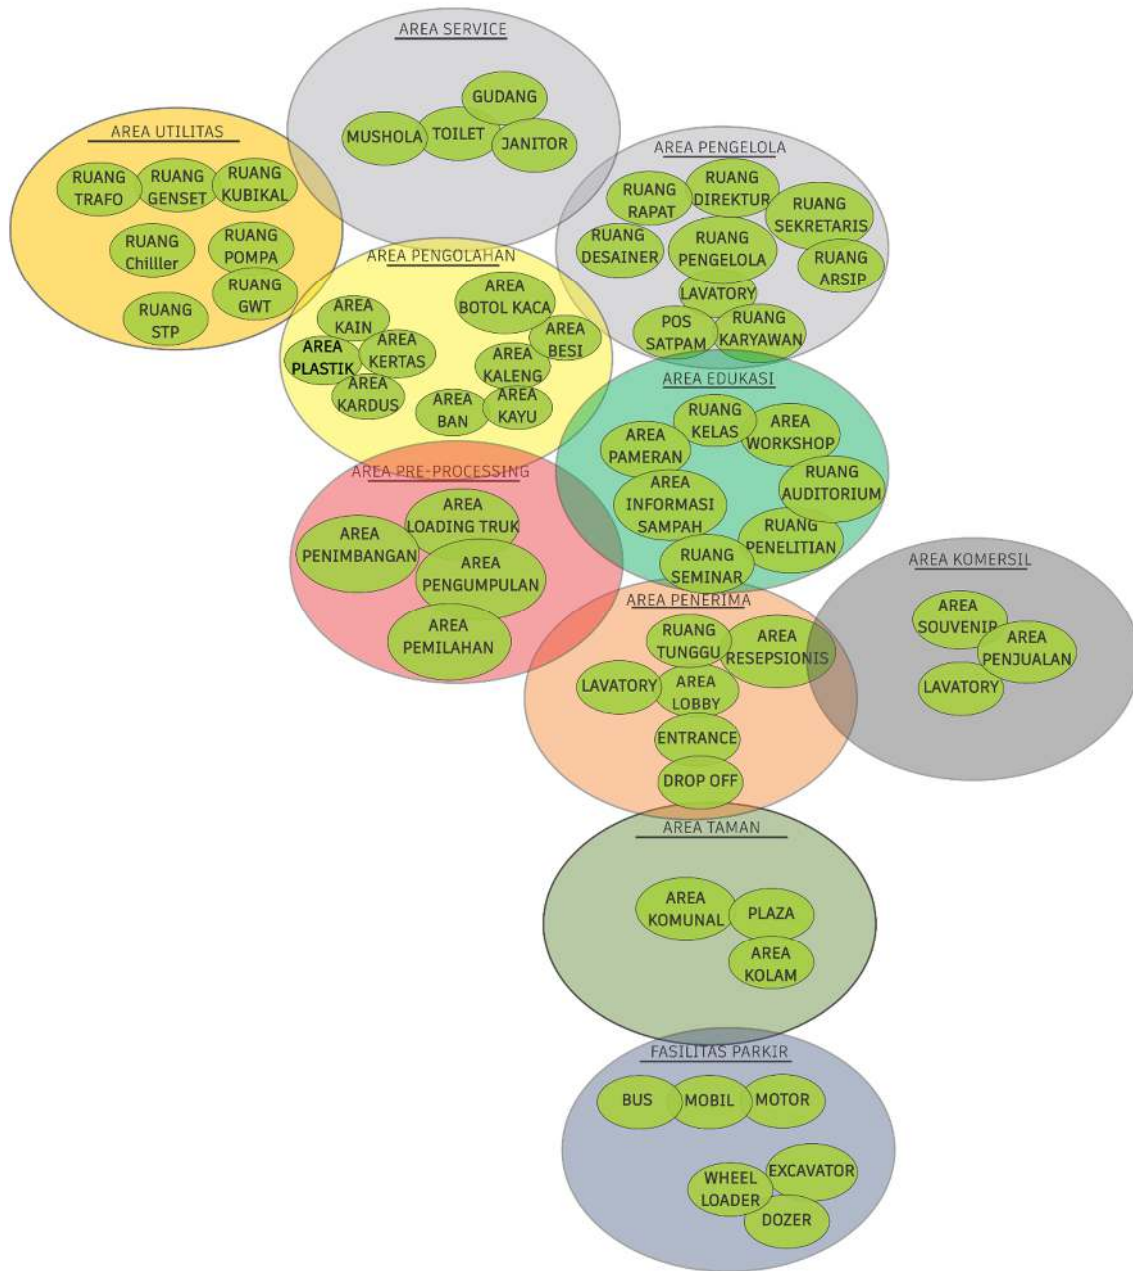 AREA SERVICE
GUDANG
MUSHOLA
TOILET
JANITOR
AREA UTILITAS
RUANG
TRAFO
RUANG
GENSET
RUANG
KUBIKAL
RUANG
Chilller
RUANG
POMPA
RUANG
GWT
RUANG
STP
AREA PENGELOLA
RUANG
RAPAT
RUANG
DIREKTUR
RUANG
SEKRETARIS
RUANG
DESAINER
RUANG
PENGELOLA
RUANG
ARSIP
LAVATORY
POS
SATPAM
RUANG
KARYAWAN
AREA PENGOLAHAN
AREA
BOTOL KACA
AREA
KAIN
AREA
BESI
AREA
PLASTIK
AREA
KERTAS
AREA
KALENG
AREA
KARDUS
AREA
BAN
AREA
KAYU
AREA EDUKASI
RUANG
KELAS
AREA
WORKSHOP
AREA
PAMERAN
RUANG
AUDITORIUM
AREA
INFORMASI
SAMPAH
RUANG
PENELITIAN
RUANG
SEMINAR
AREA PRE-PROCESSING
AREA
LOADING TRUK
AREA
PENIMBANGAN
AREA
PENGUMPULAN
AREA
PEMILAHAN
AREA KOMERSIL
AREA
SOUVENIR
AREA
PENJUALAN
LAVATORY
AREA PENERIMA
RUANG
TUNGGU
AREA
RESEPSIONIS
LAVATORY
AREA
LOBBY
ENTRANCE
DROP OFF
AREA TAMAN
AREA
KOMUNAL
PLAZA
AREA
KOLAM
FASILITAS PARKIR
BUS
MOBIL
MOTOR
WHEEL
LOADER
EXCAVATOR
DOZER